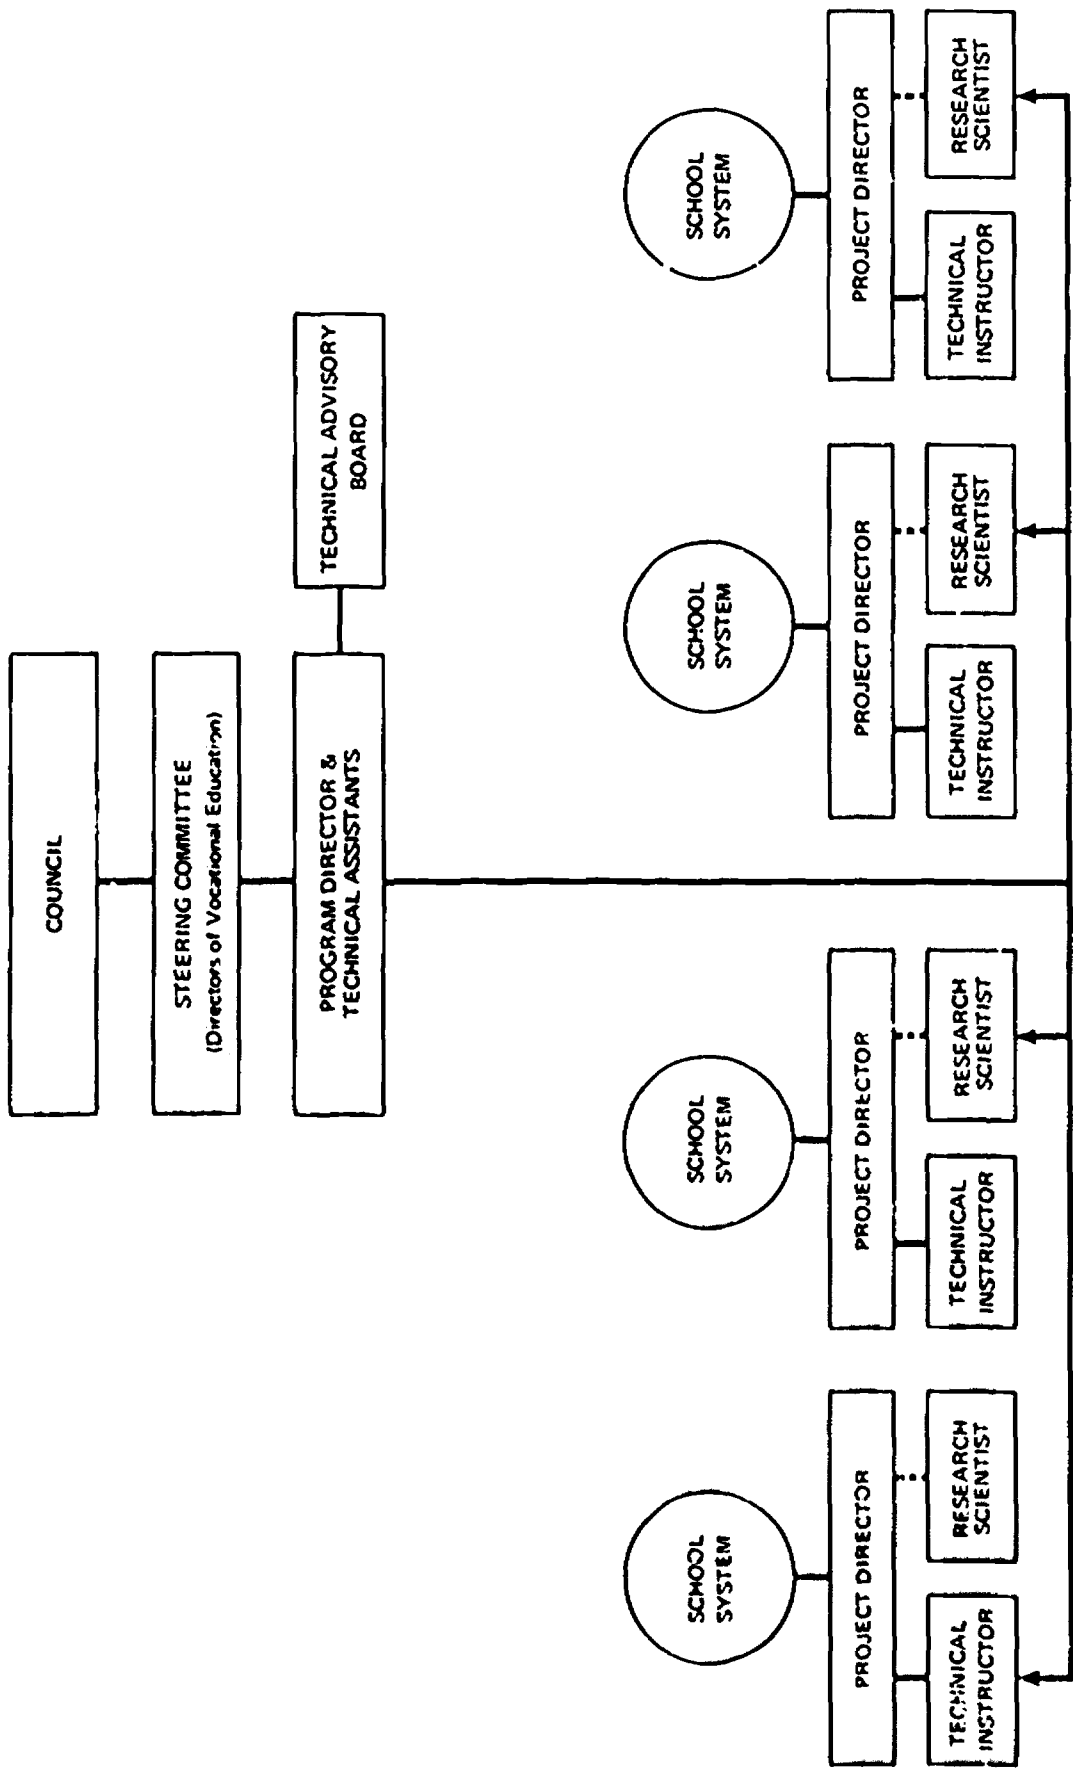 COUNCIL
STEERING COMMITTEE
(Directors of Vocational Education)
PROGRAM DIRECTOR &
TECHNICAL ASSISTANTS
TECHNICAL ADVISORY
BOARD
SCHOOL
SYSTEM
PROJECT DIRECTOR
TECHNICAL
INSTRUCTOR
RESEARCH
SCIENTIST
SCHOOL
SYSTEM
PROJECT DIRECTOR
TECHNICAL
INSTRUCTOR
RESEARCH
SCIENTIST
SCHOOL
SYSTEM
PROJECT DIRECTOR
TECHNICAL
INSTRUCTOR
RESEARCH
SCIENTIST
SCHOOL
SYSTEM
PROJECT DIRECTOR
TECHNICAL
INSTRUCTOR
RESEARCH
SCIENTIST